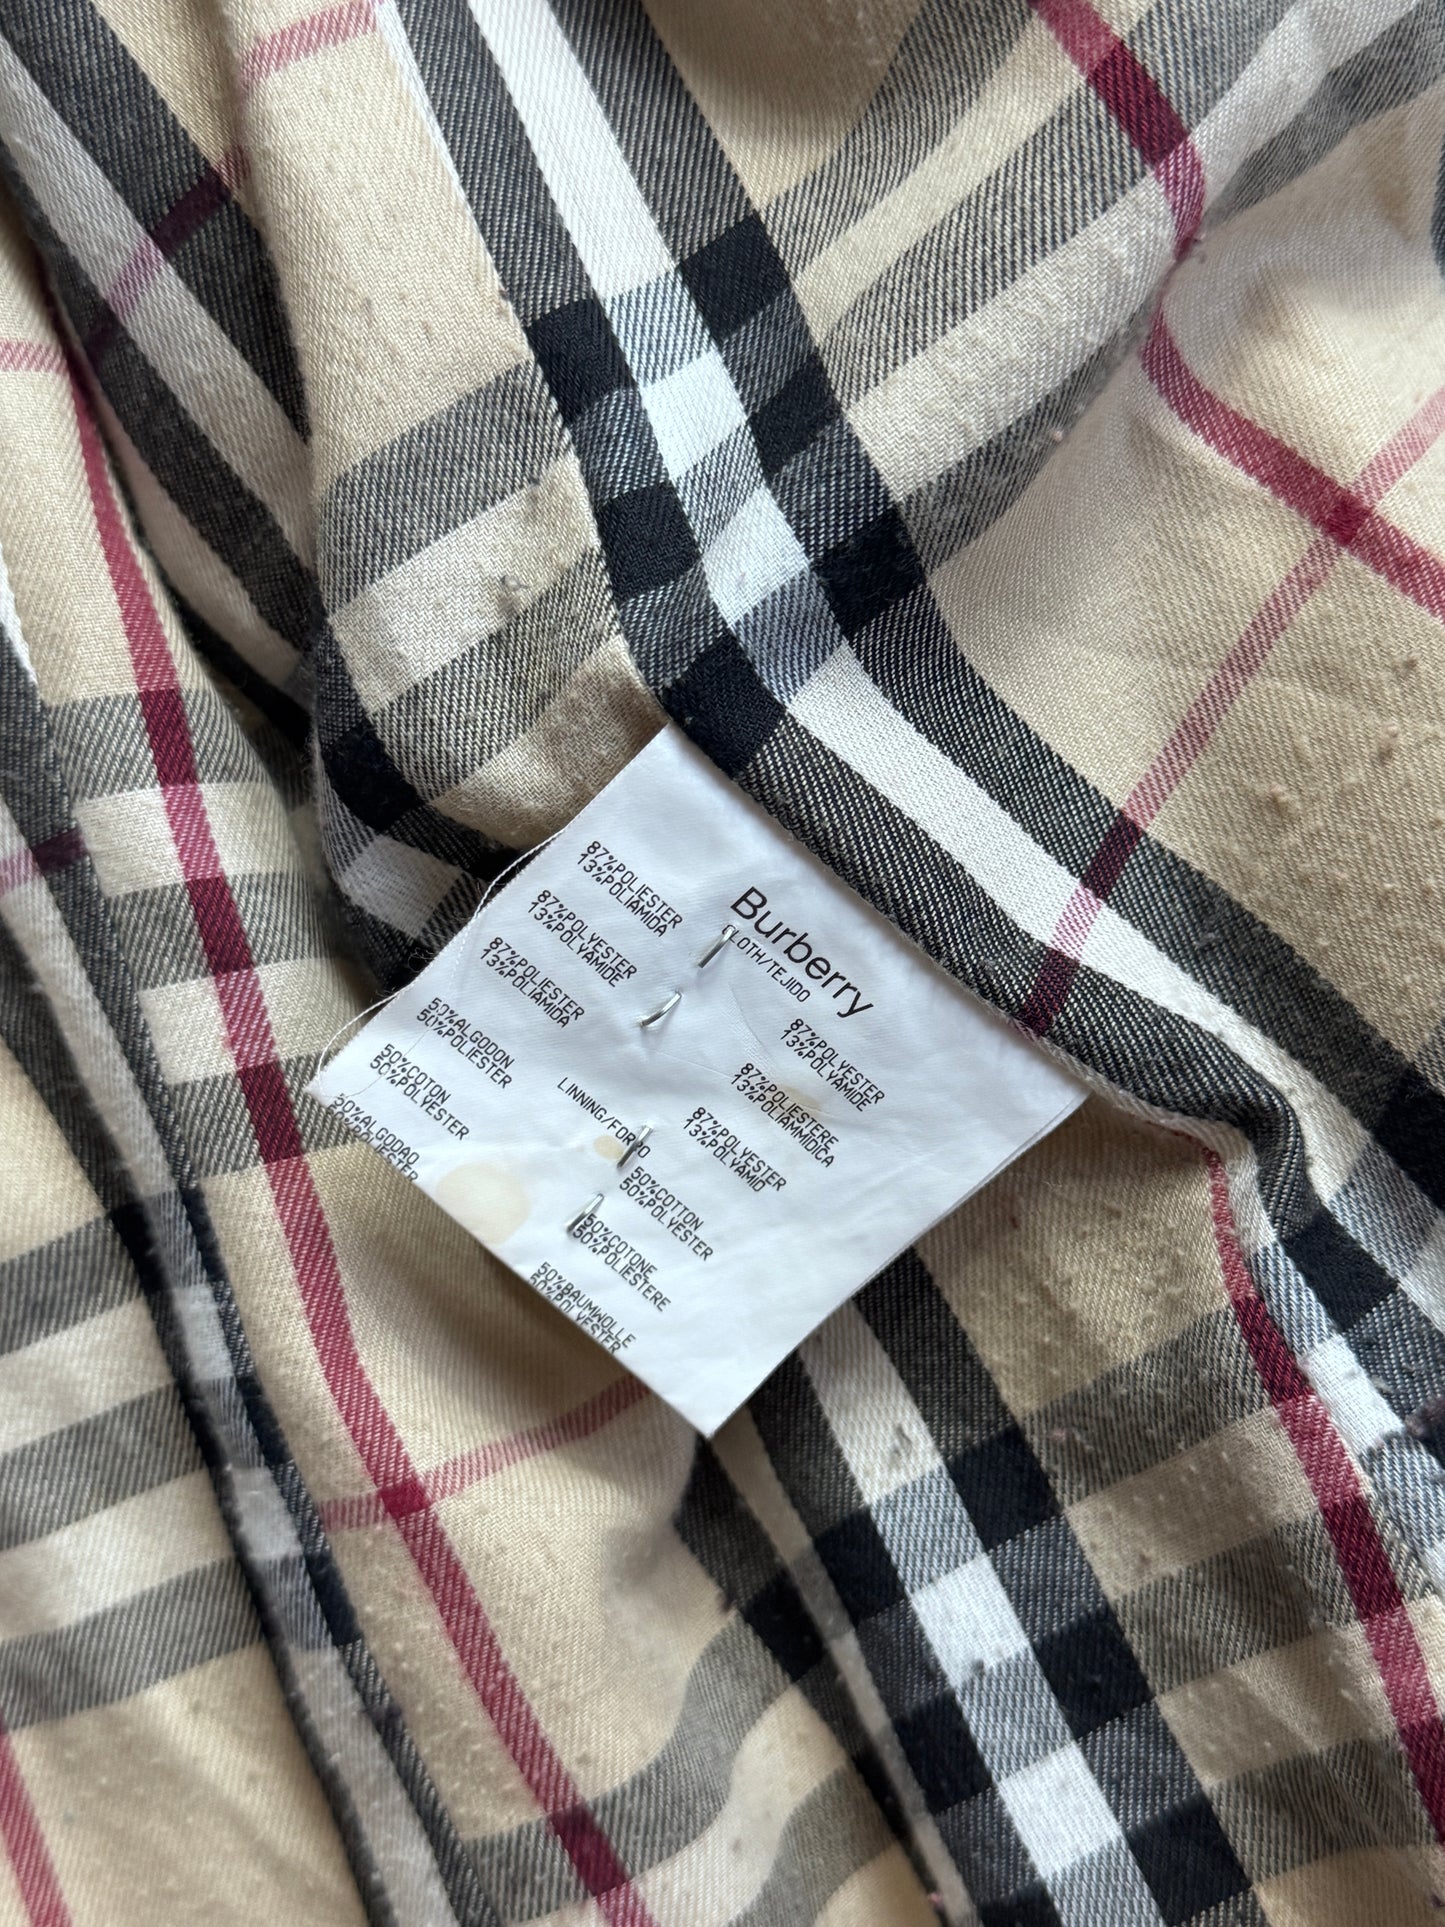 Burberry
CLOTH/TEJIDO
87%POLIESTER
13%POLIAMIDA
87%POLYESTER
13%POLYAMIDE
87%POLIESTER
13%POLIAMIDA
87%POLYESTER
13%POLYAMIDE
87%POLIESTERE
13%POLIAMMIDICA
87%POLYESTER
13%POLYAMID
LINNING/FORRO
50%ALGODON
50%POLIESTER
50%COTON
50%POLYESTER
50%ALGODAO
50%POLIESTER
50%COTTON
50%POLYESTER
50%COTONE
50%POLIESTERE
50%BAUMWOLLE
50%POLYESTER